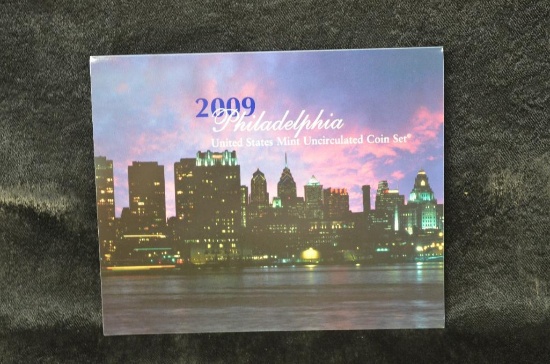 2009
Philadelphia
United States Mint Uncirculated Coin Set®